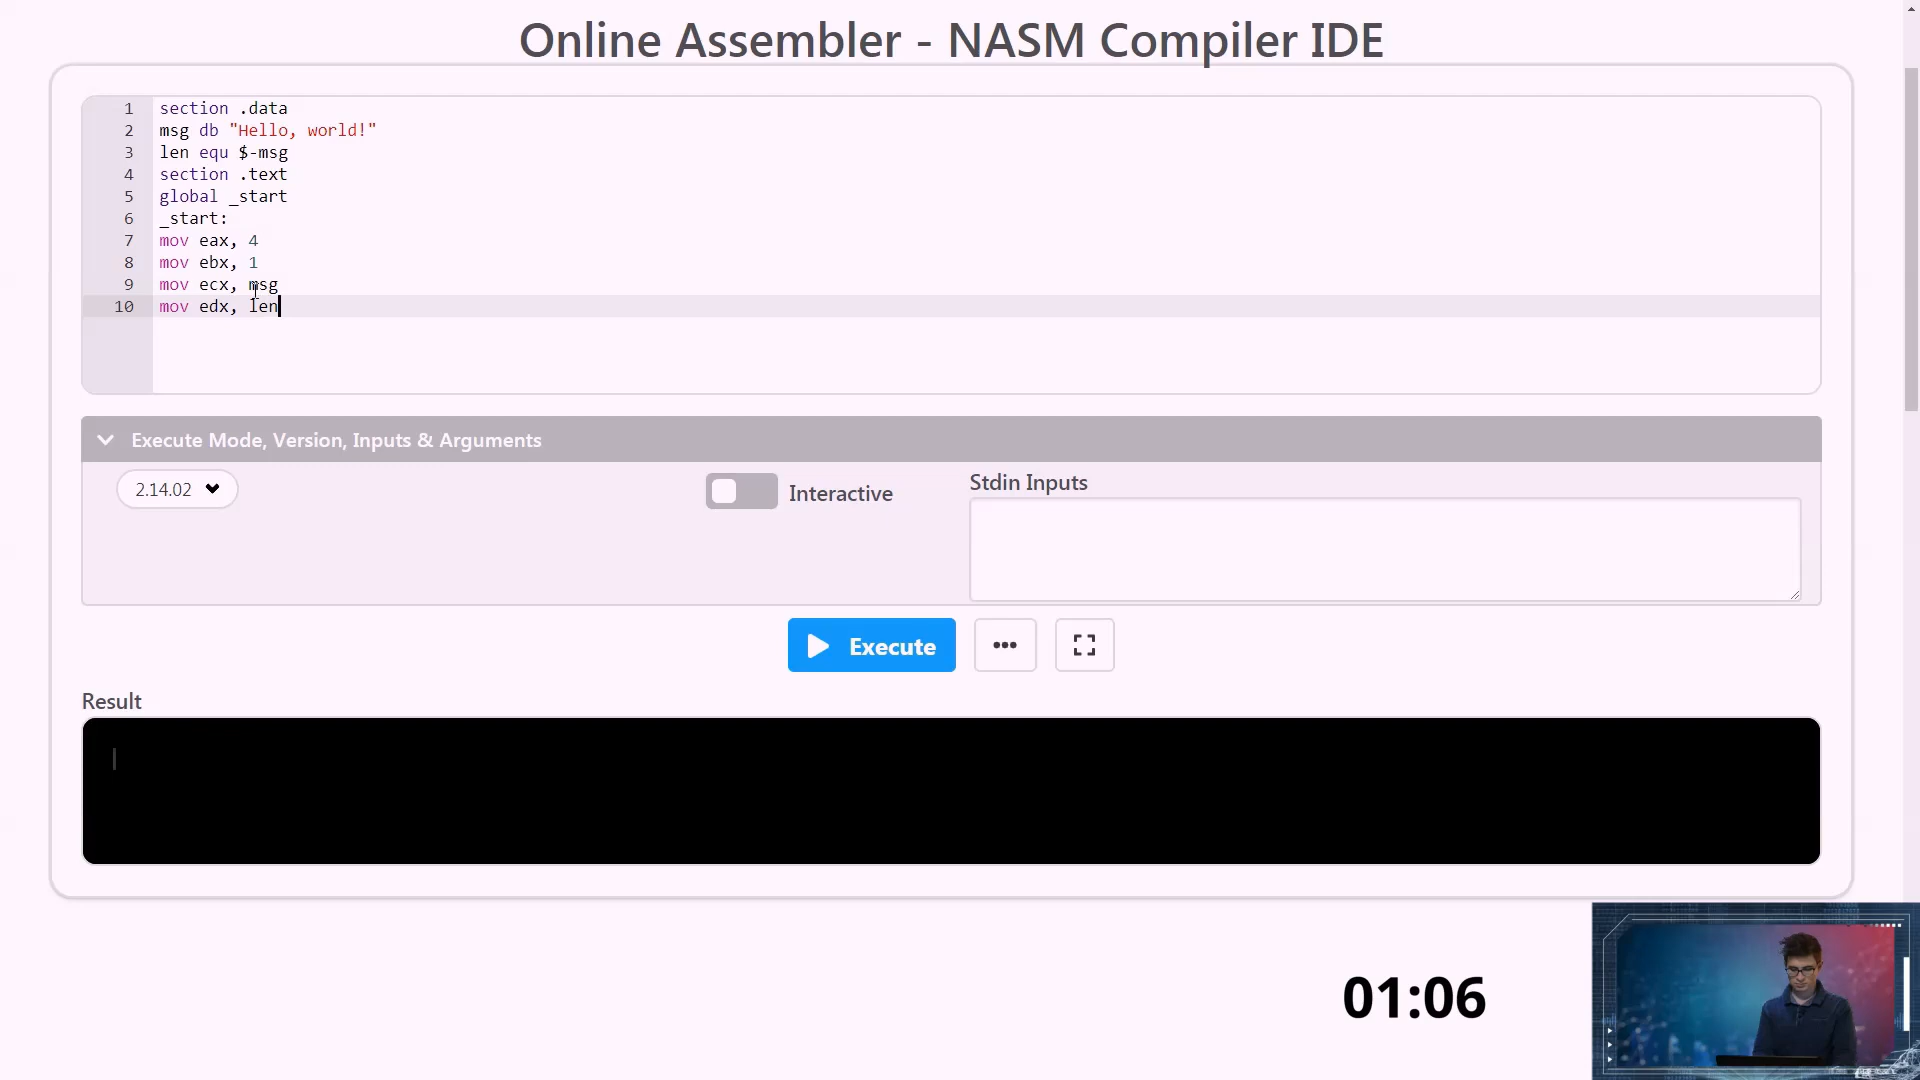 Online Assembler - NASM Compiler IDE
1 section .data
2 msg db "Hello, world!"
3 len equ $-msg
4 section .text
5 global _start
6 _start:
7 mov eax, 4
8 mov ebx, 1
9 mov ecx, msg
10 mov edx, len
Execute Mode, Version, Inputs & Arguments
2.14.02
Interactive
Stdin Inputs
Execute
Result
01:06